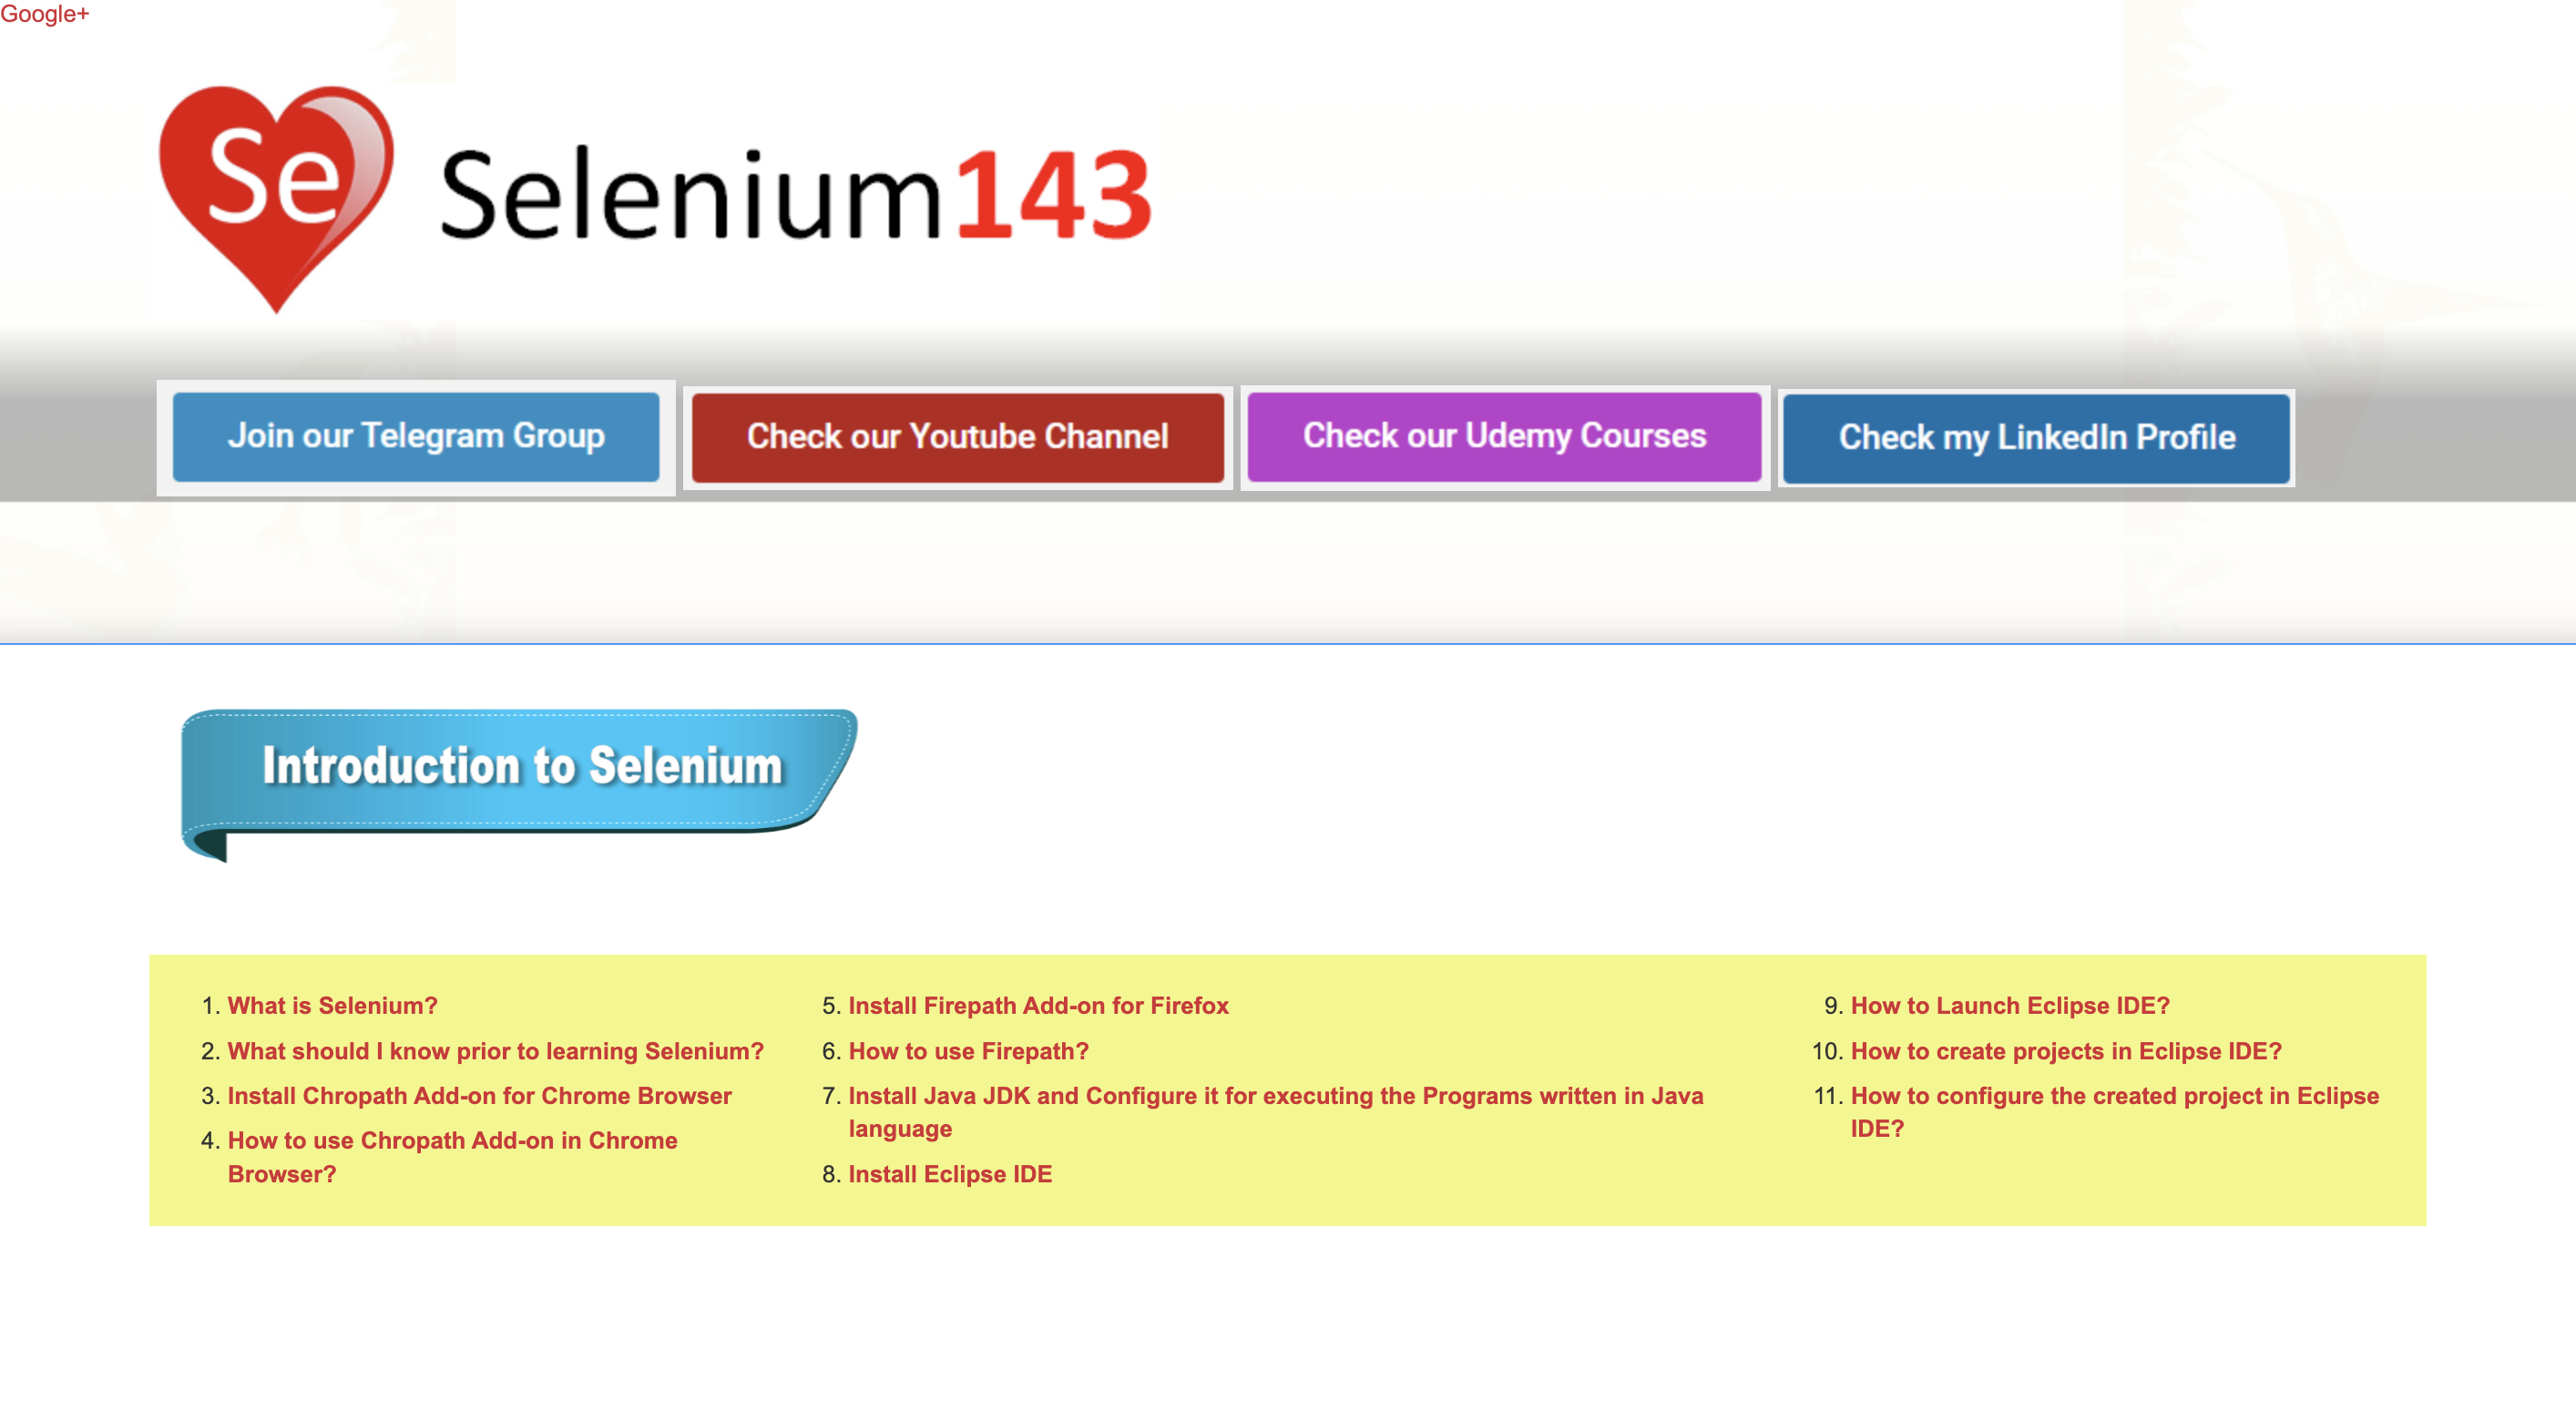 Google+
Se
Selenium143
Join our Telegram Group
Check our Youtube Channel
Check our Udemy Courses
Check my LinkedIn Profile
Introduction to Selenium
1. What is Selenium?
2. What should I know prior to learning Selenium?
3. Install Chropath Add-on for Chrome Browser
4. How to use Chropath Add-on in Chrome
Browser?
5. Install Firepath Add-on for Firefox
6. How to use Firepath?
7. Install Java JDK and Configure it for executing the Programs written in Java
language
8. Install Eclipse IDE
9. How to Launch Eclipse IDE?
10. How to create projects in Eclipse IDE?
11. How to configure the created project in Eclipse
IDE?